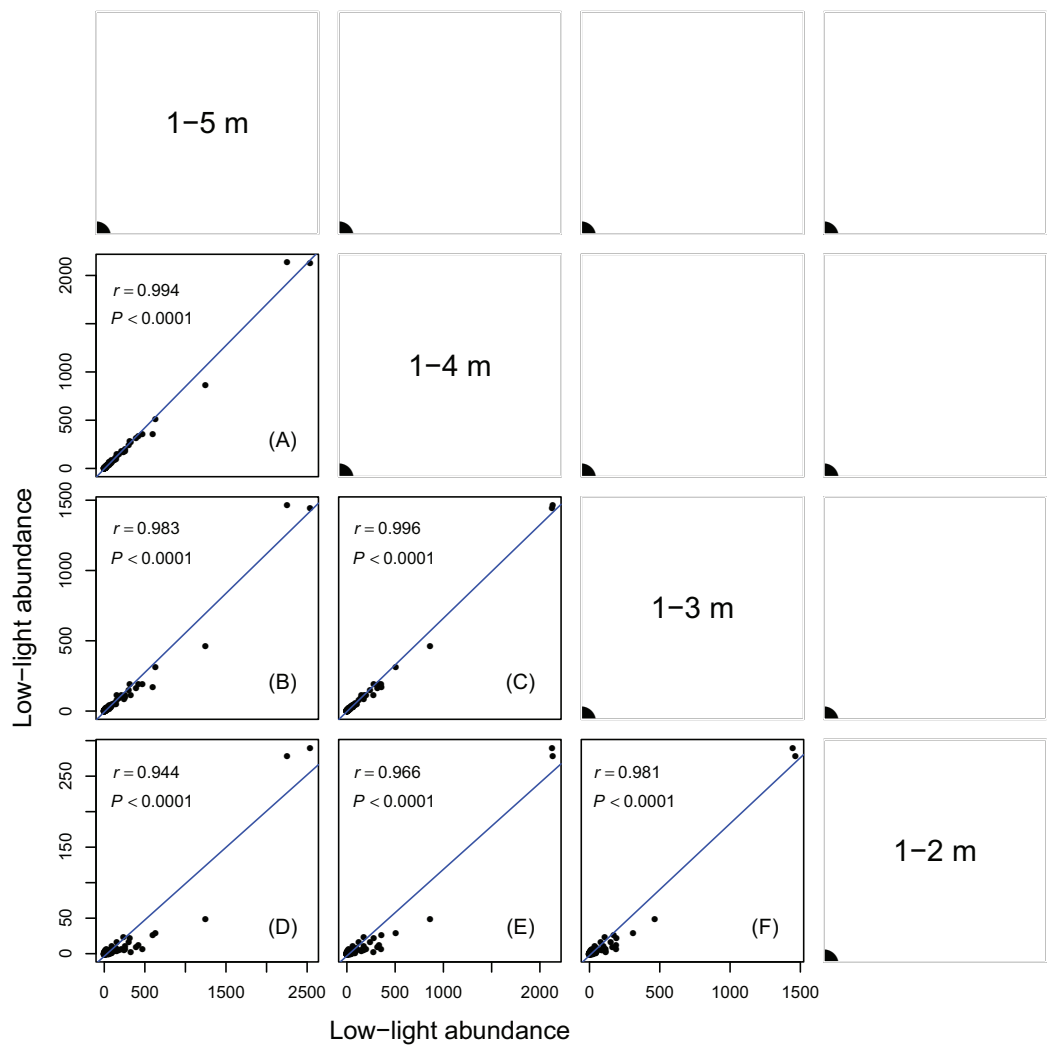 1−5 m
2000
1000
500
0
r = 0.994
P < 0.0001
(A)
1−4 m
Low−light abundance
1500
1000
500
0
r = 0.983
P < 0.0001
(B)
r = 0.996
P < 0.0001
(C)
1−3 m
250
150
50
0
r = 0.944
P < 0.0001
(D)
r = 0.966
P < 0.0001
(E)
r = 0.981
P < 0.0001
(F)
1−2 m
0 500 1500 2500
0 500 1000 2000
0 500 1000 1500
Low−light abundance